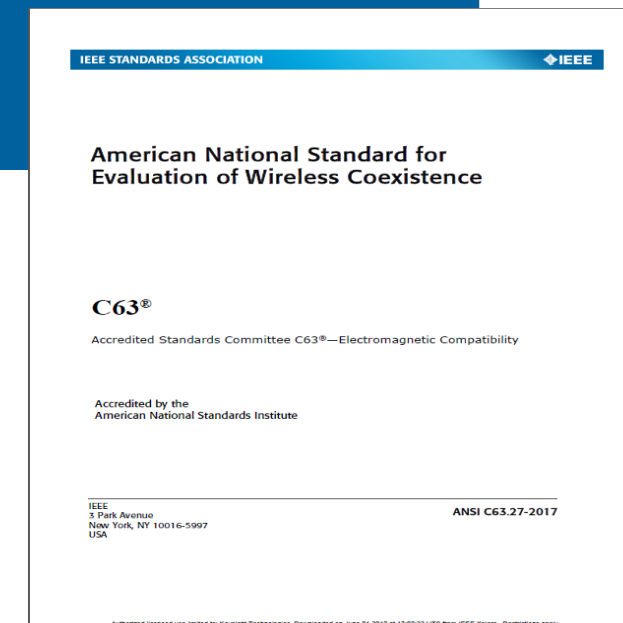 IEEE STANDARDS ASSOCIATION
IEEE
American National Standard for
Evaluation of Wireless Coexistence
C63®
Accredited Standards Committee C63®—Electromagnetic Compatibility
Accredited by the
American National Standards Institute
IEEE
3 Park Avenue
New York, NY 10016-5997
USA
ANSI C63.27-2017